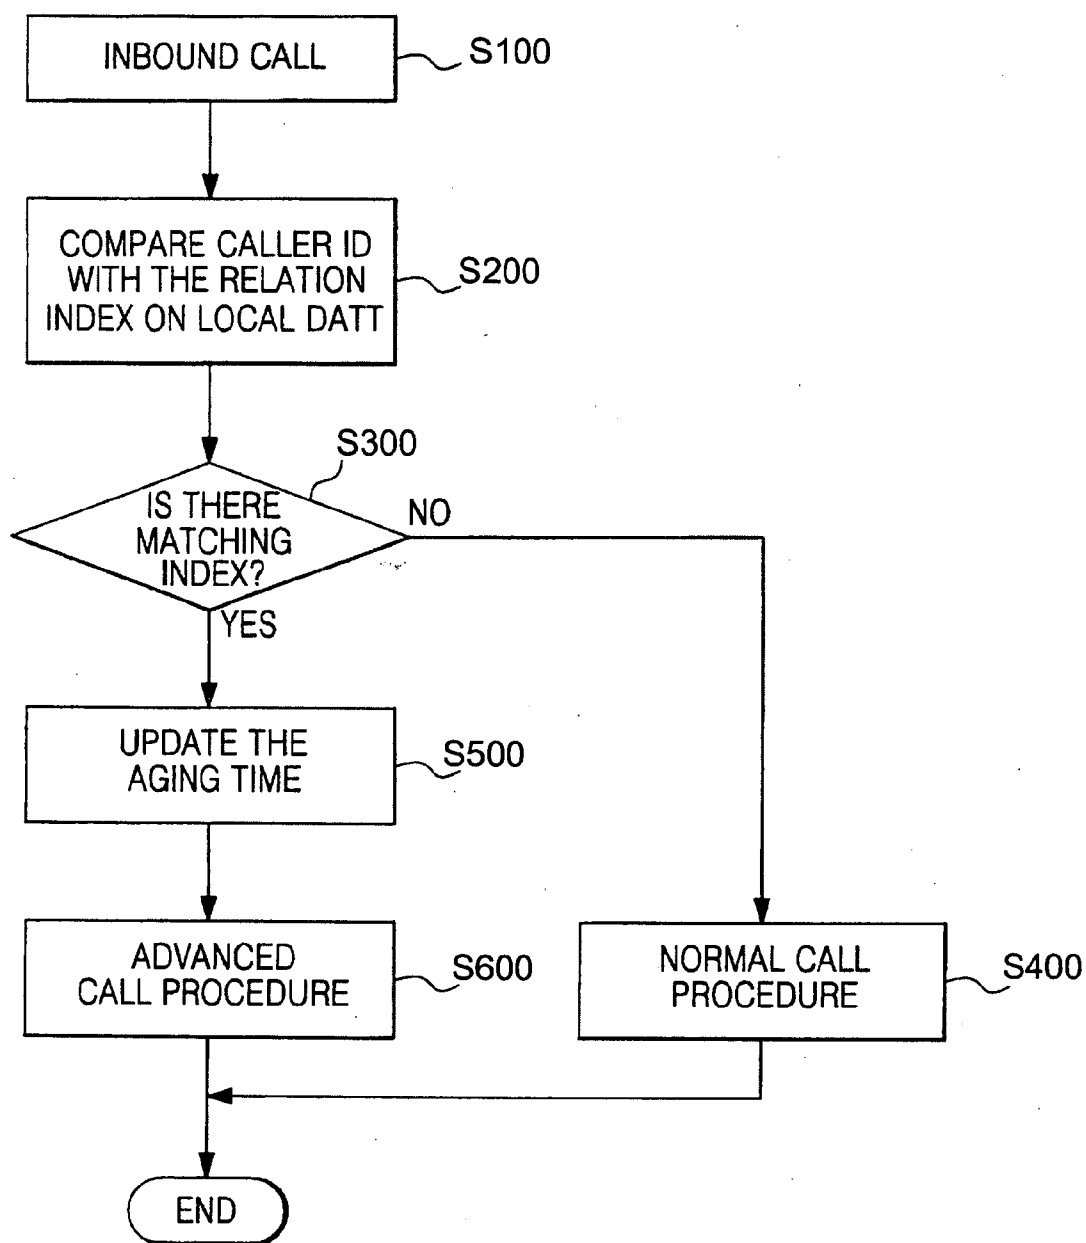 INBOUND CALL
S100
COMPARE CALLER ID
WITH THE RELATION
INDEX ON LOCAL DATT
S200
S300
IS THERE
MATCHING
INDEX?
NO
YES
UPDATE THE
AGING TIME
S500
ADVANCED
CALL PROCEDURE
S600
NORMAL CALL
PROCEDURE
S400
END